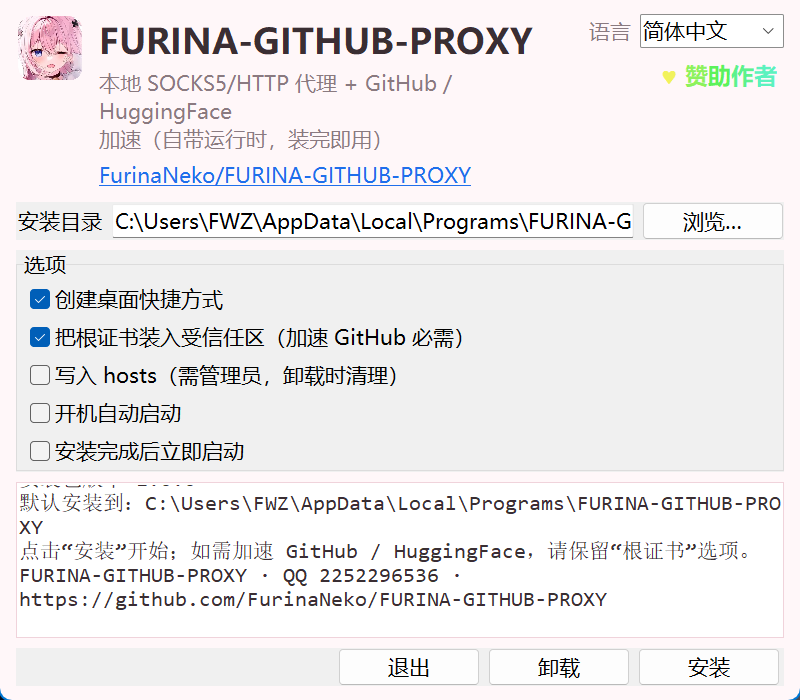 FURINA-GITHUB-PROXY
语言
简体中文
赞助作者
本地 SOCKS5/HTTP 代理 + GitHub /
HuggingFace
加速（自带运行时，装完即用）
FurinaNeko/FURINA-GITHUB-PROXY
安装目录
C:\Users\FWZ\AppData\Local\Programs\FURINA-G
浏览...
选项
创建桌面快捷方式
把根证书装入受信任区（加速 GitHub 必需）
写入 hosts（需管理员，卸载时清理）
开机自动启动
安装完成后立即启动
默认安装到：C:\Users\FWZ\AppData\Local\Programs\FURINA-GITHUB-PRO
XY
点击“安装”开始；如需加速 GitHub / HuggingFace，请保留“根证书”选项。
FURINA-GITHUB-PROXY · QQ 2252296536 ·
https://github.com/FurinaNeko/FURINA-GITHUB-PROXY
退出
卸载
安装